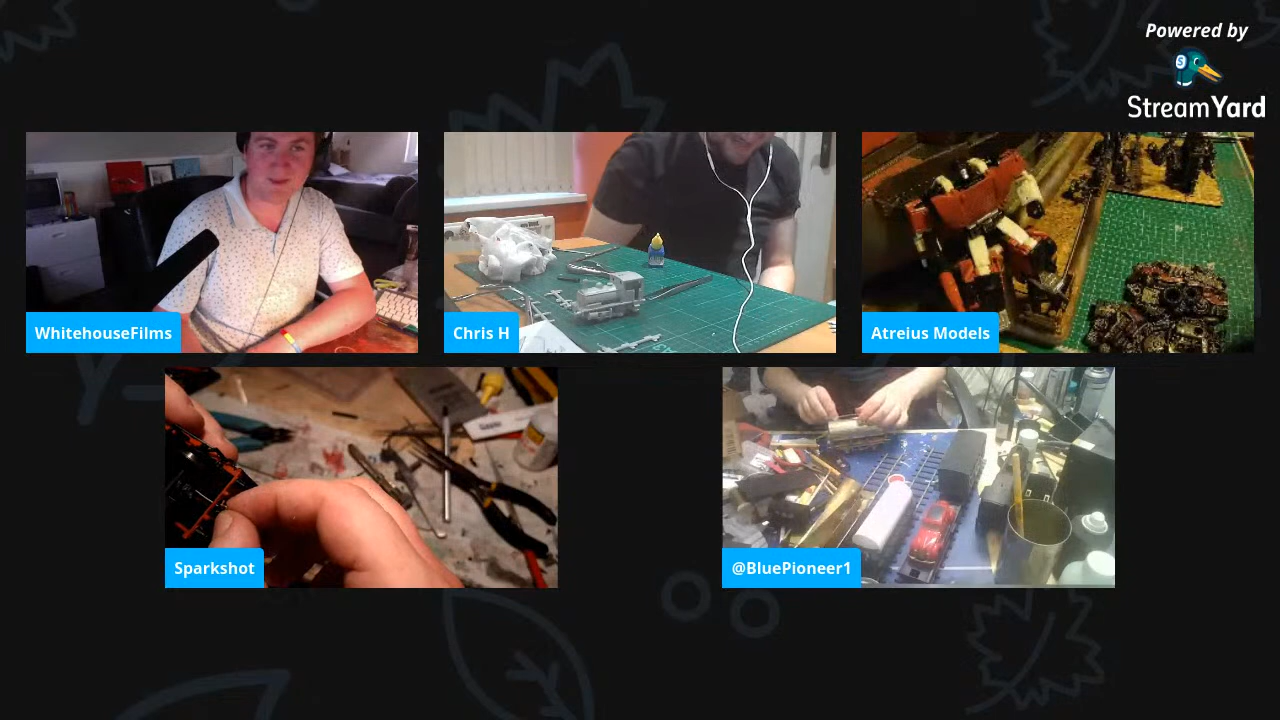 Powered by
S
StreamYard
WhitehouseFilms
Chris H
Atreius Models
Sparkshot
@BluePioneer1